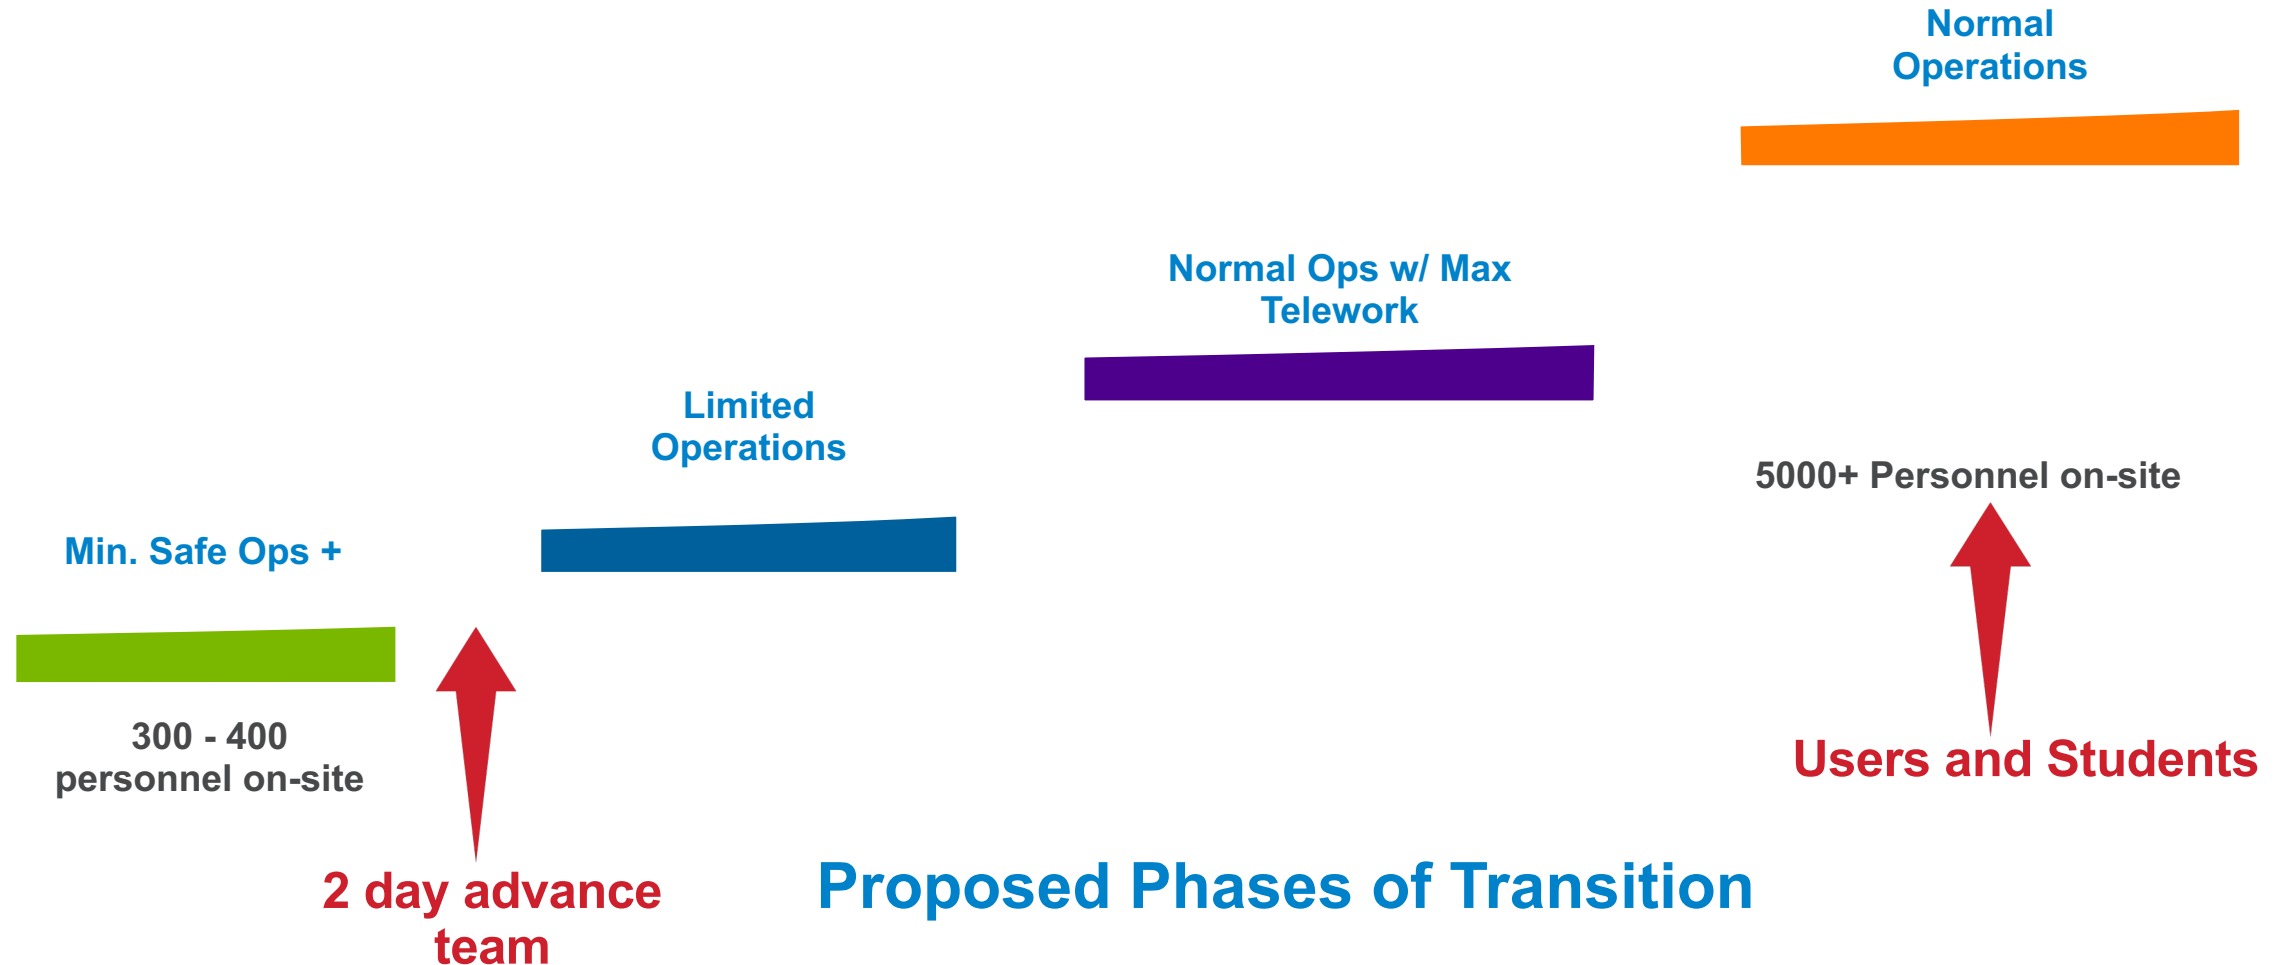 Normal
Operations
Normal Ops w/ Max
Telework
Limited
Operations
5000+ Personnel on-site
Min. Safe Ops +
300 - 400
personnel on-site
Users and Students
2 day advance
team
Proposed Phases of Transition